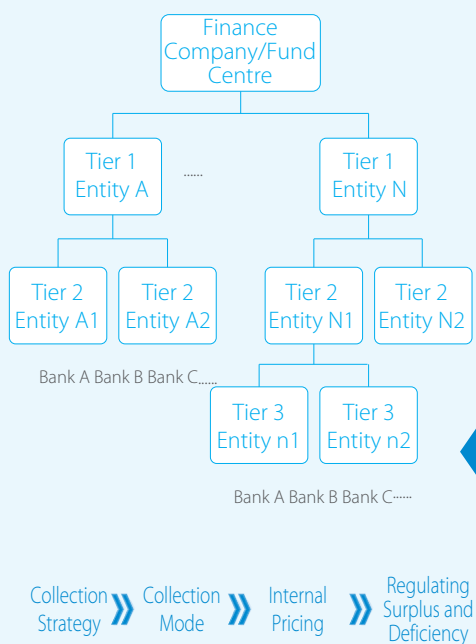 Finance
Company/Fund
Centre
Tier 1
Entity A
......
Tier 1
Entity N
Tier 2
Entity A1
Tier 2
Entity A2
Tier 2
Entity N1
Tier 2
Entity N2
Bank A Bank B Bank C......
Tier 3
Entity n1
Tier 3
Entity n2
Bank A Bank B Bank C······
Collection
Strategy
Collection
Mode
Internal
Pricing
Regulating
Surplus and
Deficiency